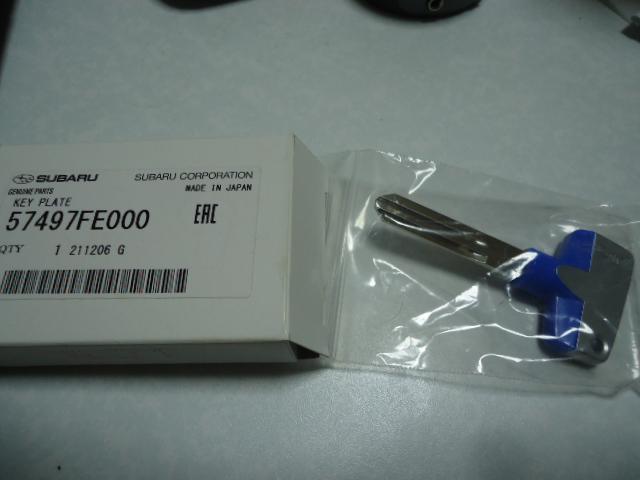 SUBARU SUBARU CORPORATION
GENUINE PARTS MADE IN JAPAN
KEY PLATE
57497FE000 EAC
QTY 1 211206 G